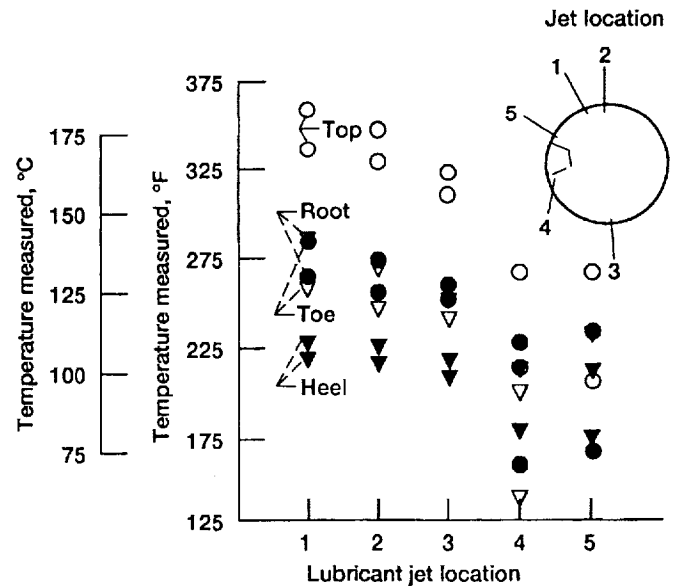 Jet location
1
2
5
4
3
Temperature measured, °C
175
150
125
100
75
Temperature measured, °F
375
325
275
225
175
125
Top
Root
Toe
Heel
1 2 3 4 5
Lubricant jet location